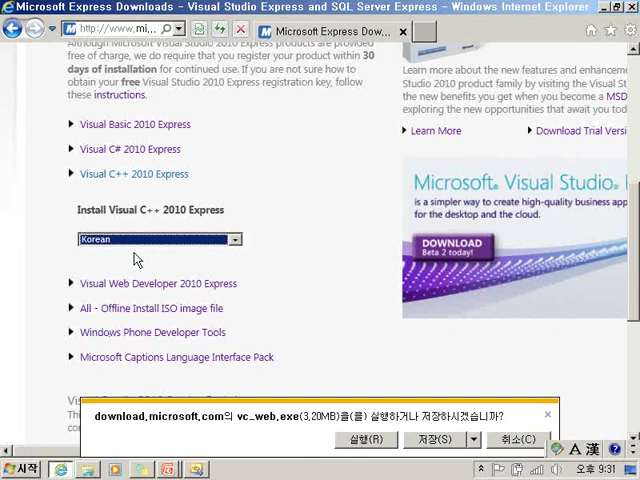 Microsoft Express Downloads – Visual Studio Express and SQL Server Express - Windows Internet Explorer
http://www.mi...
Microsoft Express Dow...
Although Microsoft Visual Studio 2010 Express products are provided
free of charge, we do require that you register your product within 30
days of installation for continued use. If you are not sure how to
obtain your free Visual Studio 2010 Express registration key, follow
these instructions.
Visual Basic 2010 Express
Visual C# 2010 Express
Visual C++ 2010 Express
Install Visual C++ 2010 Express
Korean
Visual Web Developer 2010 Express
All - Offline Install ISO image file
Windows Phone Developer Tools
Microsoft Captions Language Interface Pack
Learn more about the new features and enhanceme
Studio 2010 product family by visiting the Visual St
the new benefits you get when you become a MSD
exploring the new opportunities that await you tod
Learn More
Download Trial Versi
Microsoft® Visual Studio®
is a simpler way to create high-quality business app
for the desktop and the cloud.
DOWNLOAD
Beta 2 today!
download.microsoft.com의 vc_web.exe(3,20MB)을(를) 실행하거나 저장하시겠습니까?
실행(R)
저장(S)
취소(C)
A 漢
시작
오후 9:31